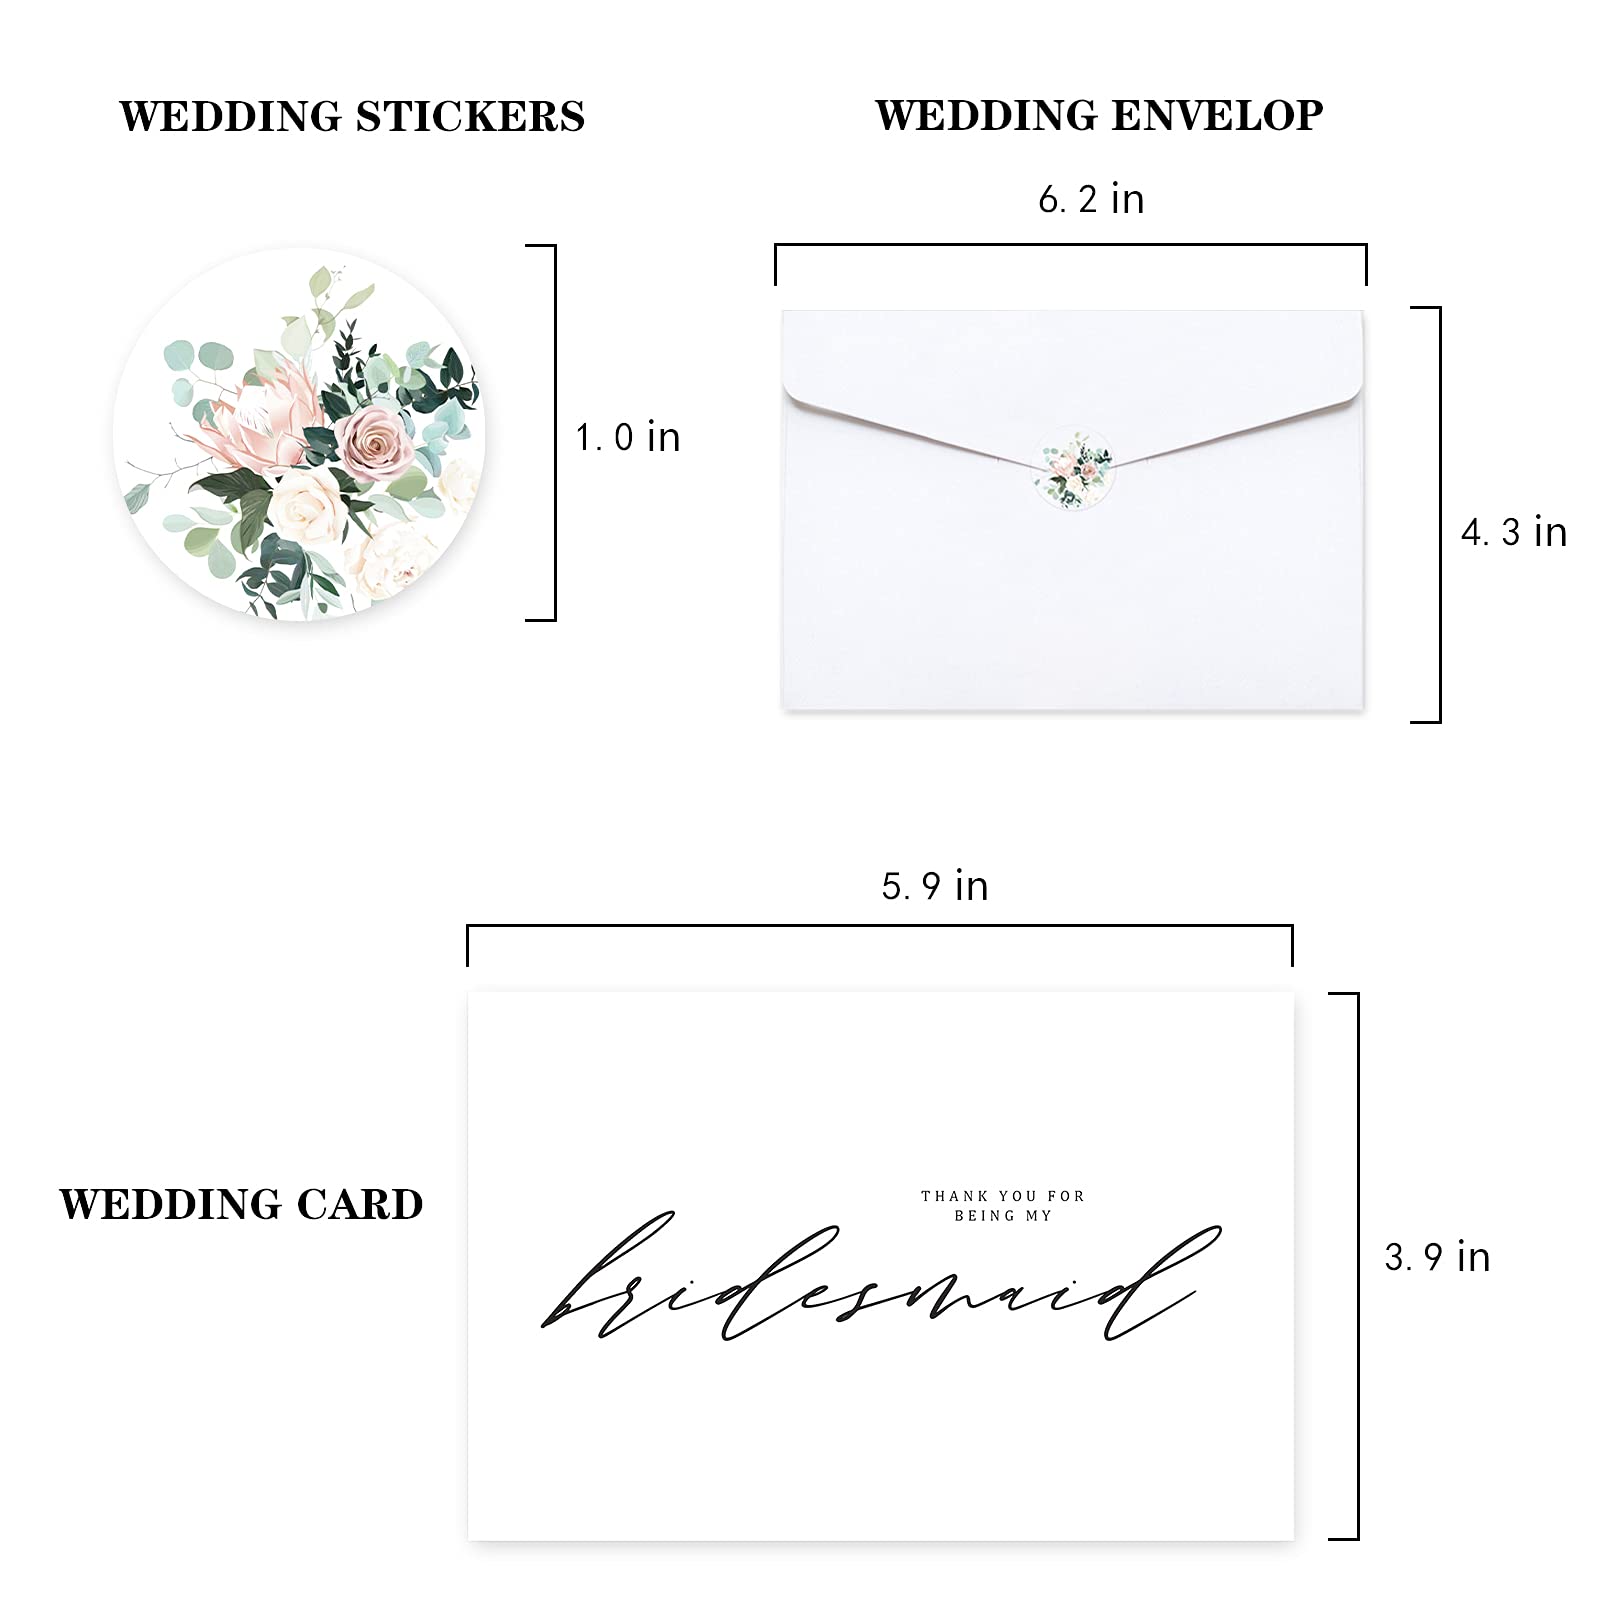 WEDDING STICKERS
WEDDING ENVELOP
6.2 in
1.0 in
4.3 in
5.9 in
WEDDING CARD
THANK YOU FOR
BEING MY
bridesmaid
3.9 in